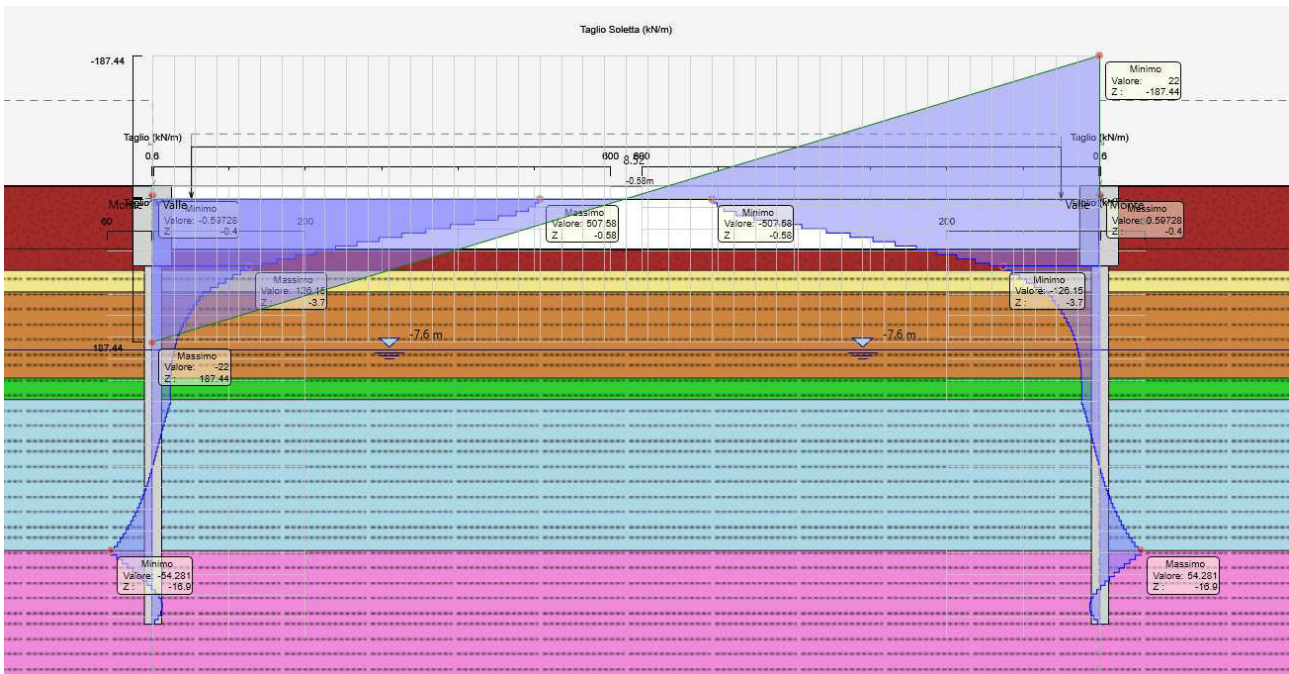 Taglio Soletta (kN/m)
-187.44
Minimo
Valore: 22
Z : -187.44
Taglio (kN/m)
Taglio (kN/m)
0.6
600
8.52
0.6
-0.58m
Valle
Valle
Monte
60
200
200
Minimo
Valore: -0.59728
Z : -0.4
Massimo
Valore: 507.58
Z : -0.58
Minimo
Valore: -507.58
Z : -0.58
Massimo
Valore: 0.59728
Z : -0.4
Massimo
Valore: 126.15
Z : -3.7
Minimo
Valore: -126.15
Z : -3.7
-7.6 m
-7.6 m
187.44
Massimo
Valore: -22
Z : 187.44
Minimo
Valore: -54.281
Z : -16.9
Massimo
Valore: 54.281
Z : -16.9